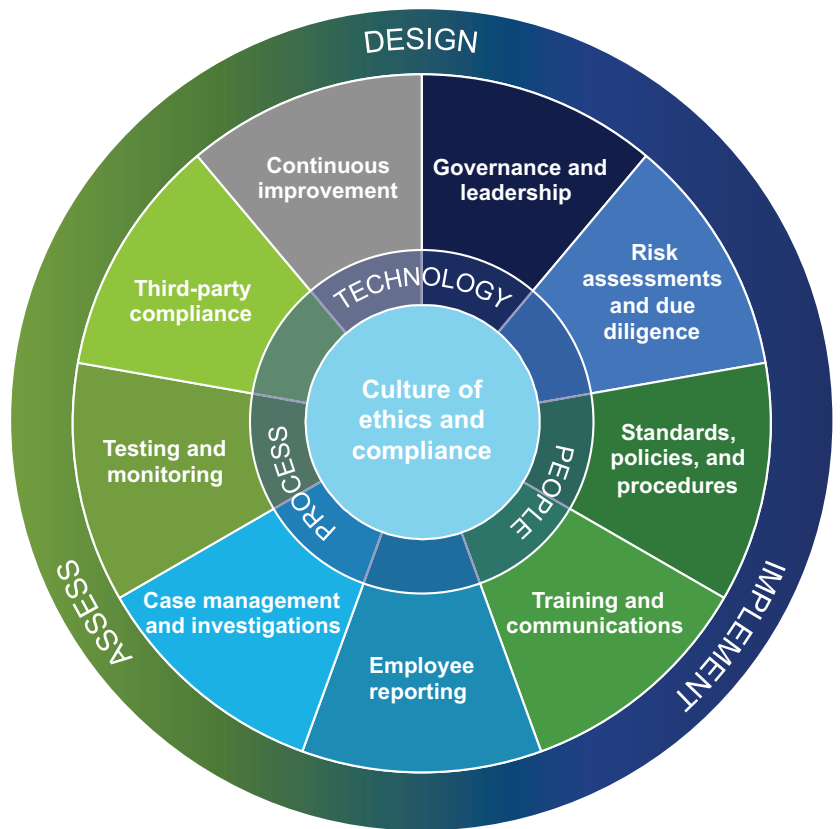 DESIGN
Continuous
improvement
Governance and
leadership
Risk
assessments
and due
diligence
Third-party
compliance
TECHNOLOGY
Culture of
ethics and
compliance
Standards,
policies, and
procedures
Testing and
monitoring
PROCESS
PEOPLE
Case management
and investigations
Training and
communications
Employee
reporting
ASSESS
IMPLEMENT